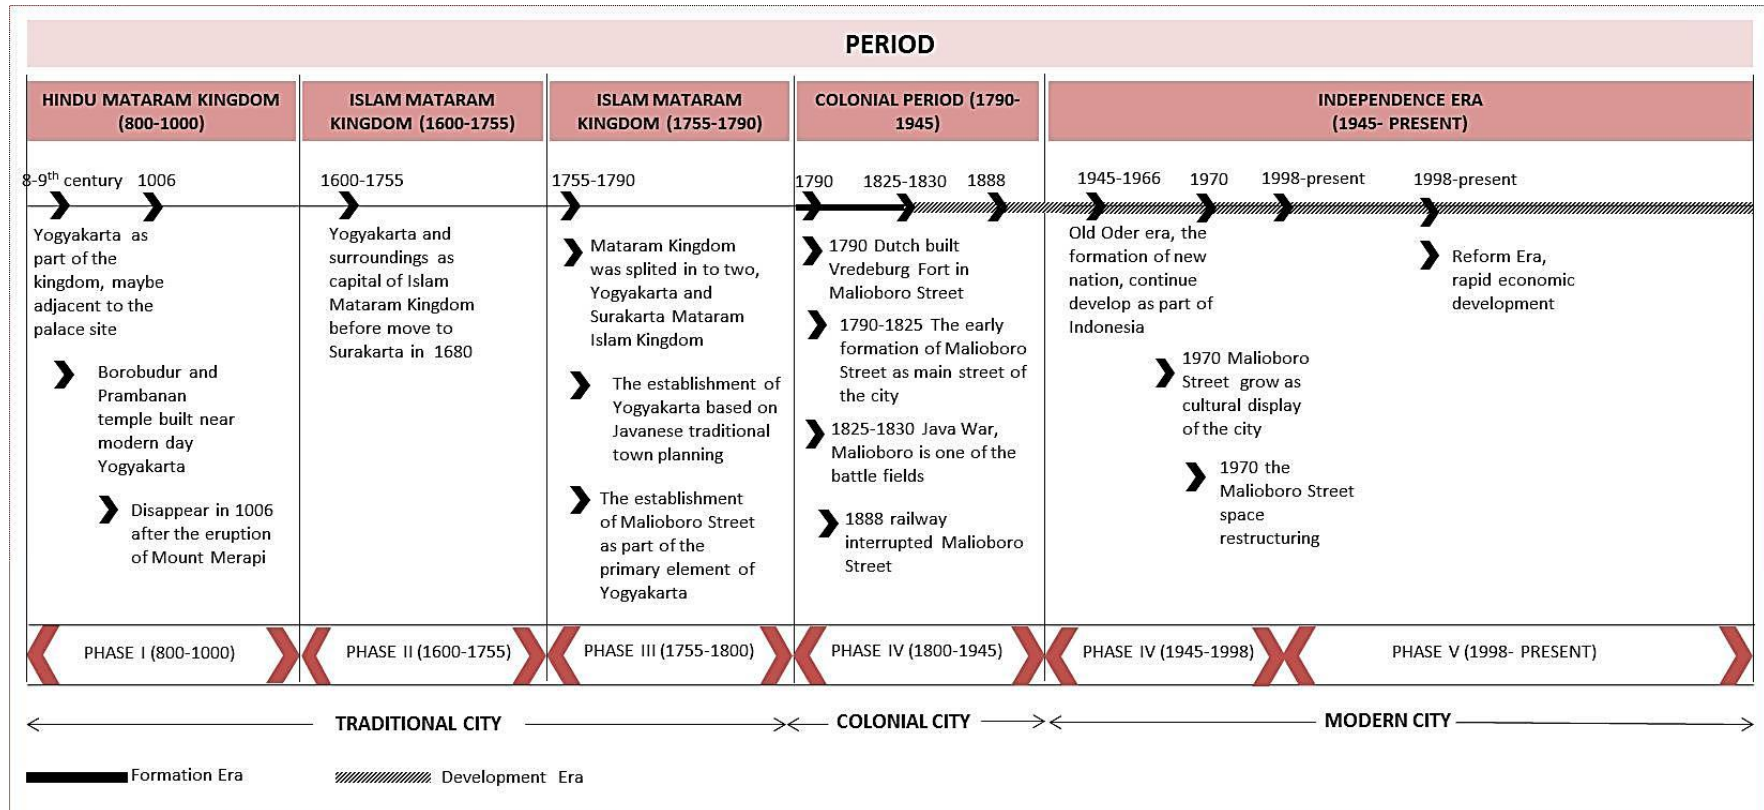 PERIOD
HINDU MATARAM KINGDOM
(800-1000)
ISLAM MATARAM
KINGDOM (1600-1755)
ISLAM MATARAM
KINGDOM (1755-1790)
COLONIAL PERIOD (1790-
1945)
INDEPENDENCE ERA
(1945- PRESENT)
8-9th century
1006
1600-1755
1755-1790
1790
1825-1830
1888
1945-1966
1970
1998-present
1998-present
Yogyakarta as
part of the
kingdom, maybe
adjacent to the
palace site
Borobudur and
Prambanan
temple built near
modern day
Yogyakarta
Disappear in 1006
after the eruption
of Mount Merapi
Yogyakarta and
surroundings as
capital of Islam
Mataram Kingdom
before move to
Surakarta in 1680
Mataram Kingdom
was splited in to two,
Yogyakarta and
Surakarta Mataram
Islam Kingdom
The establishment of
Yogyakarta based on
Javanese traditional
town planning
The establishment
of Malioboro Street
as part of the
primary element of
Yogyakarta
1790 Dutch built
Vredeburg Fort in
Malioboro Street
1790-1825 The early
formation of Malioboro
Street as main street of
the city
1825-1830 Java War,
Malioboro is one of the
battle fields
1888 railway
interrupted Malioboro
Street
Old Oder era, the
formation of new
nation, continue
develop as part of
Indonesia
1970 Malioboro
Street grow as
cultural display
of the city
1970 the
Malioboro Street
space
restructuring
Reform Era,
rapid economic
development
PHASE I (800-1000)
PHASE II (1600-1755)
PHASE III (1755-1800)
PHASE IV (1800-1945)
PHASE IV (1945-1998)
PHASE V (1998- PRESENT)
TRADITIONAL CITY
COLONIAL CITY
MODERN CITY
Formation Era
Development Era